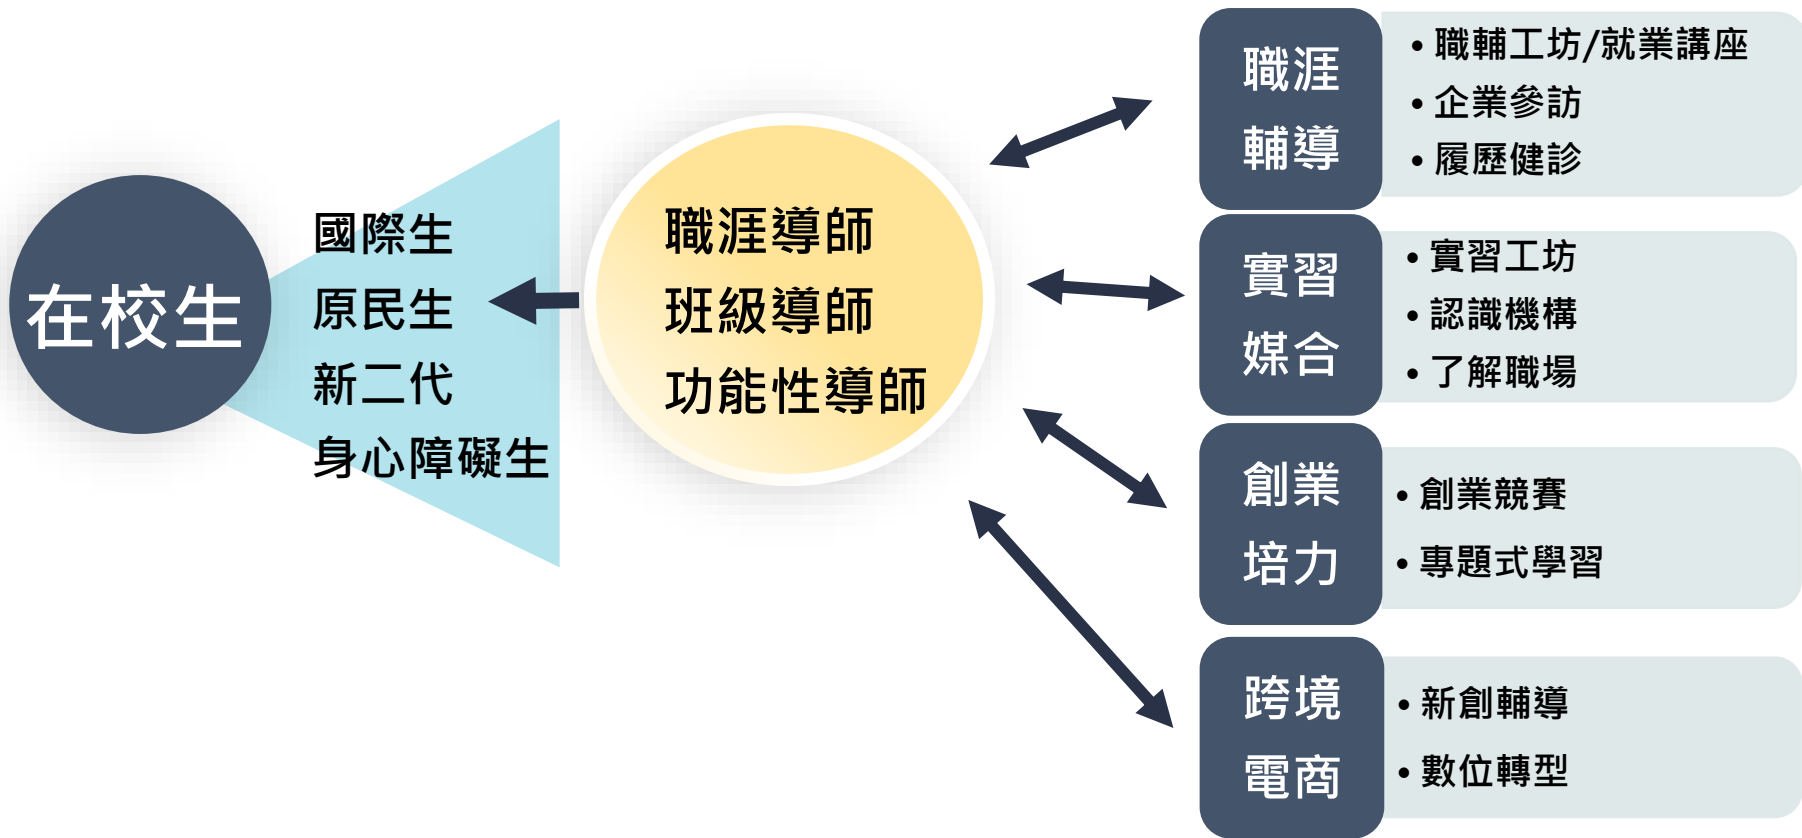 在校生
國際生
原民生
新二代
身心障礙生
職涯導師
班級導師
功能性導師
職涯
輔導
• 職輔工坊/就業講座
• 企業參訪
• 履歷健診
實習
媒合
• 實習工坊
• 認識機構
• 了解職場
創業
培力
• 創業競賽
• 專題式學習
跨境
電商
• 新創輔導
• 數位轉型